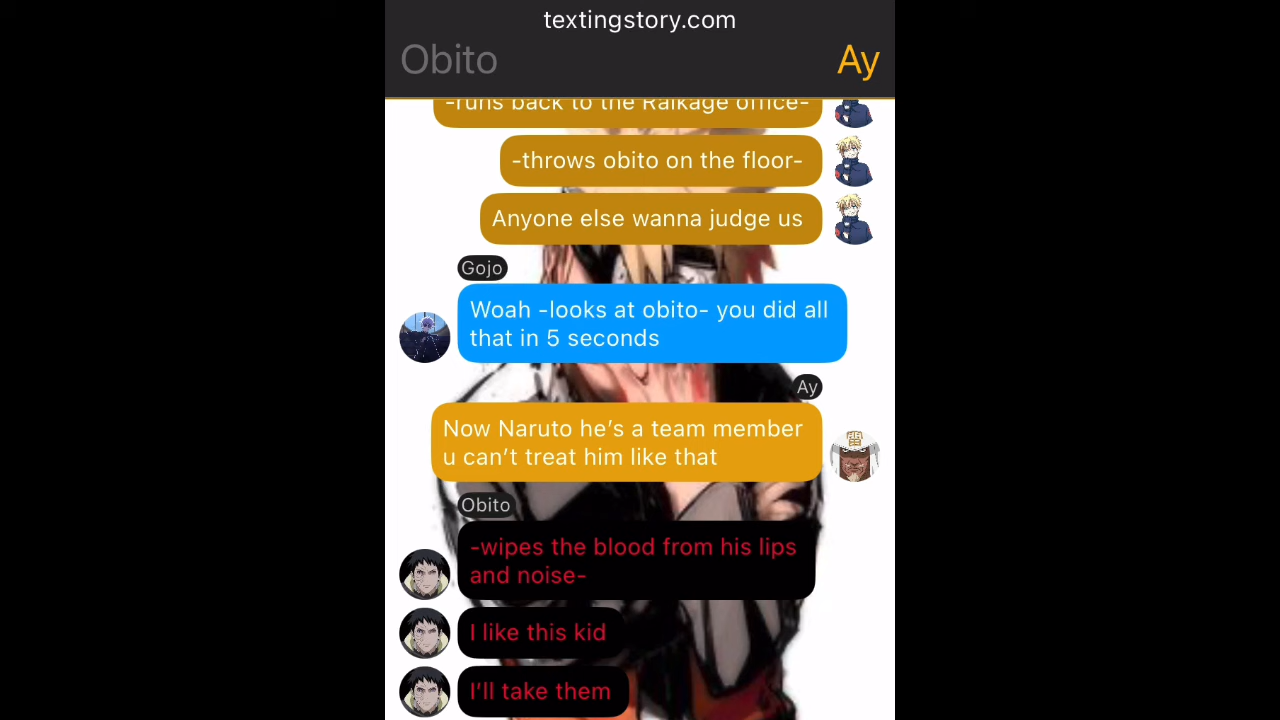 textingstory.com
Obito
Ay
-runs back to the Raikage office-
-throws obito on the floor-
Anyone else wanna judge us
Gojo
Woah -looks at obito- you did all
that in 5 seconds
Ay
Now Naruto he’s a team member
u can’t treat him like that
雷
Obito
-wipes the blood from his lips
and noise-
I like this kid
I’ll take them